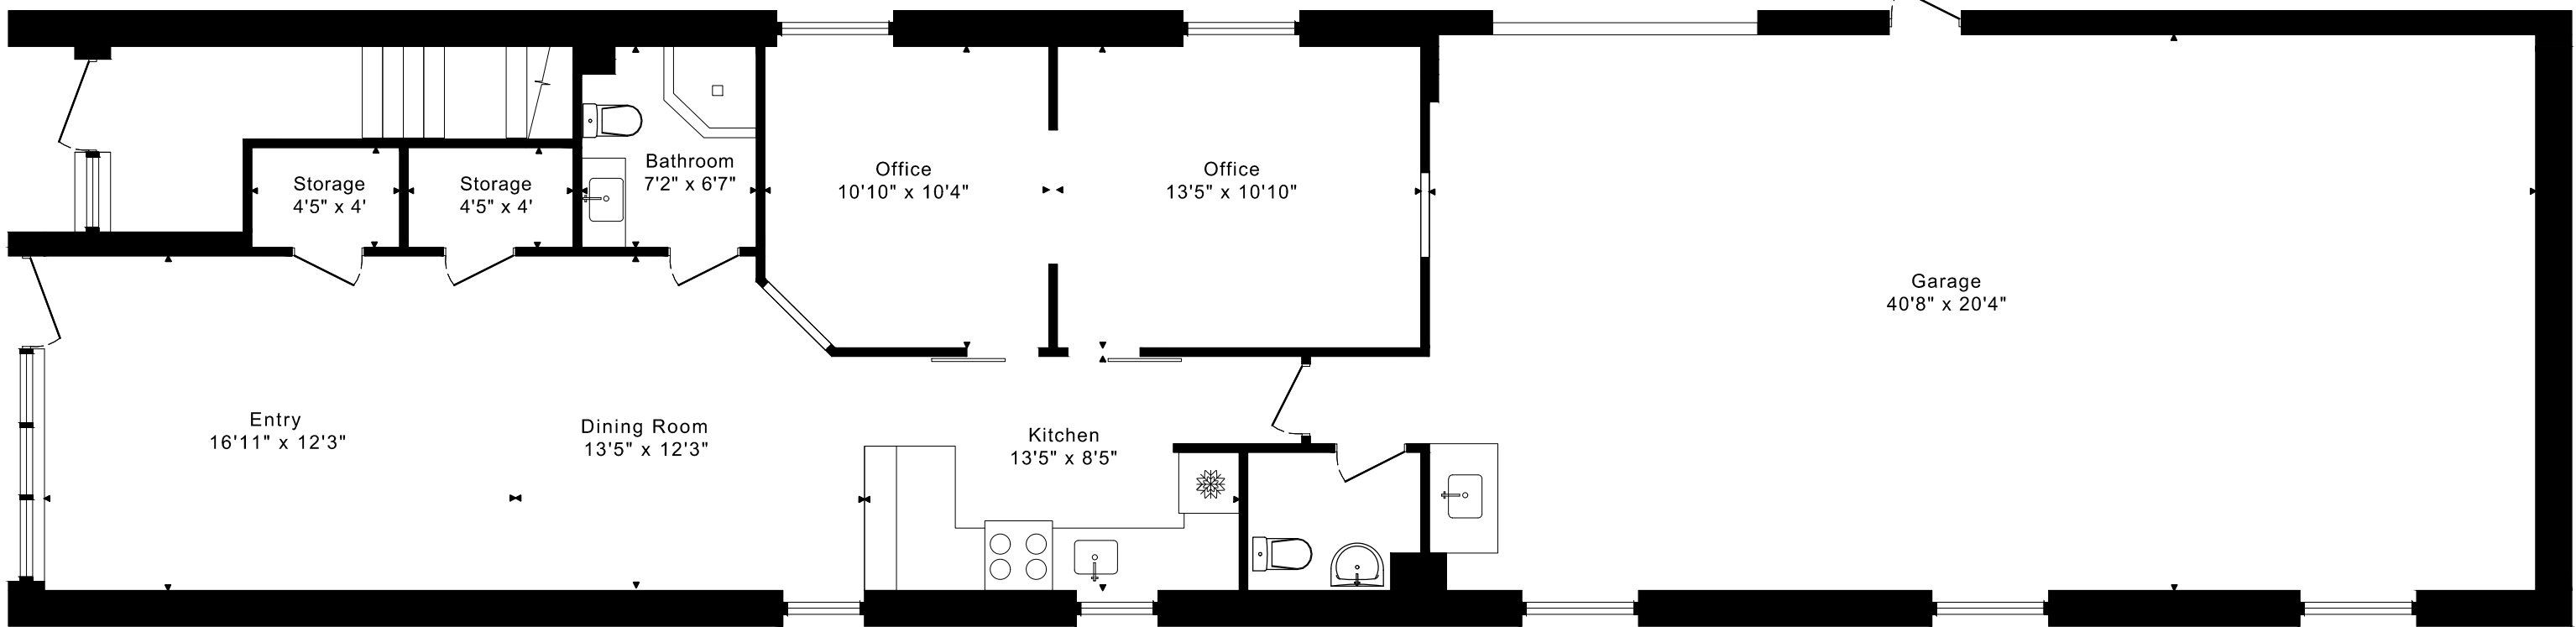 Storage
4'5" x 4'
Storage
4'5" x 4'
Bathroom
7'2" x 6'7"
Office
10'10" x 10'4"
Office
13'5" x 10'10"
Garage
40'8" x 20'4"
Entry
16'11" x 12'3"
Dining Room
13'5" x 12'3"
Kitchen
13'5" x 8'5"